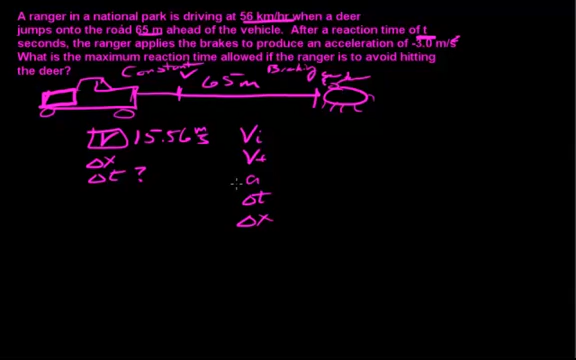 A ranger in a national park is driving at 56 km/hr when a deer
jumps onto the road 65 m ahead of the vehicle. After a reaction time of t
seconds, the ranger applies the brakes to produce an acceleration of -3.0 m/s
What is the maximum reaction time allowed if the ranger is to avoid hitting
the deer?
Constant V 65m Braking
V 15.56 m/s Vi
Δx Vf
Δt ? a
Δt
Δx